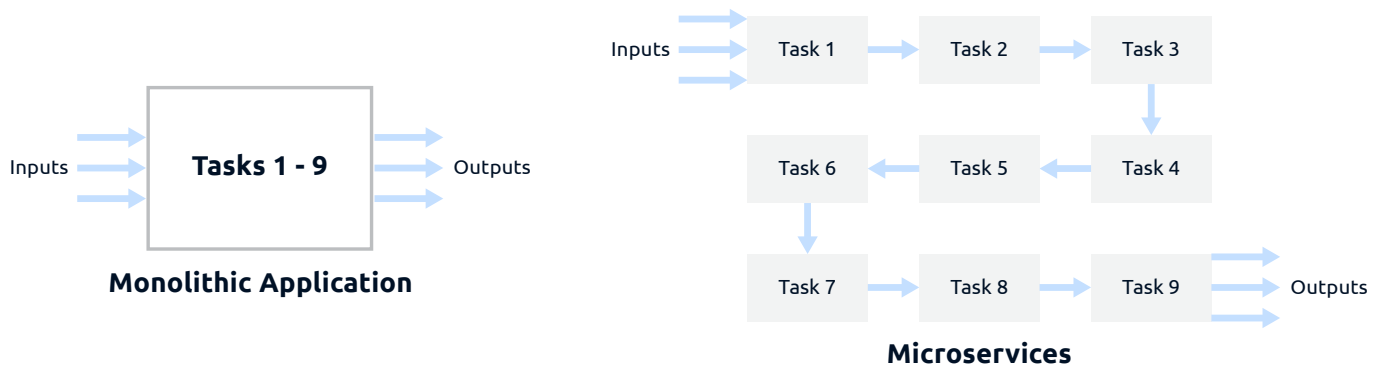 Inputs
Tasks 1 - 9
Outputs
Monolithic Application
Inputs
Task 1
Task 2
Task 3
Task 6
Task 5
Task 4
Task 7
Task 8
Task 9
Outputs
Microservices